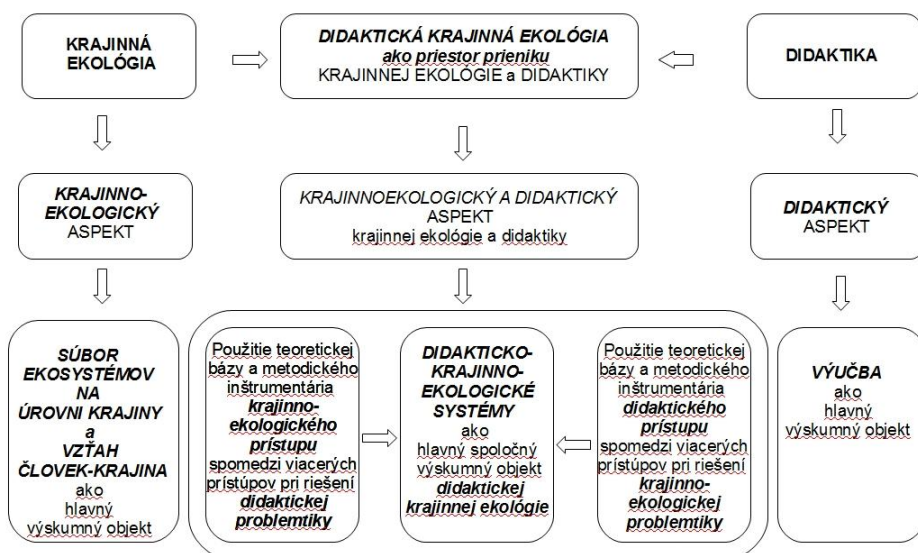 KRAJINNÁ
EKOLÓGIA
DIDAKTICKÁ KRAJINNÁ EKOLÓGIA
ako priestor prieniku
KRAJINNEJ EKOLÓGIE a DIDAKTIKY
DIDAKTIKA
KRAJINNO-
EKOLOGICKÝ
ASPEKT
KRAJINNOEKOLOGICKÝ A DIDAKTICKÝ
ASPEKT
krajinnej ekológie a didaktiky
DIDAKTICKÝ
ASPEKT
SÚBOR
EKOSYSTÉMOV
NA
ÚROVNI KRAJINY
a
VZŤAH
ČLOVEK-KRAJINA
ako
hlavný
výskumný objekt
Použitie teoretickej
bázy a metodického
inštrumentária
krajinno-
ekologického
prístupu
spomedzi viacerých
prístúpov pri riešení
didaktickej
problemtiky
DIDAKTICKO-
KRAJINNO-
EKOLOGICKÉ
SYSTÉMY
ako
hlavný spoločný
výskumný objekt
didaktickej
krajinnej ekológie
Použitie teoretickej
bázy a metodického
inštrumentária
didaktického
prístupu
spomedzi viacerých
prístúpov pri riešení
krajinno-
ekologickej
problemtiky
VÝUČBA
ako
hlavný
výskumný objekt